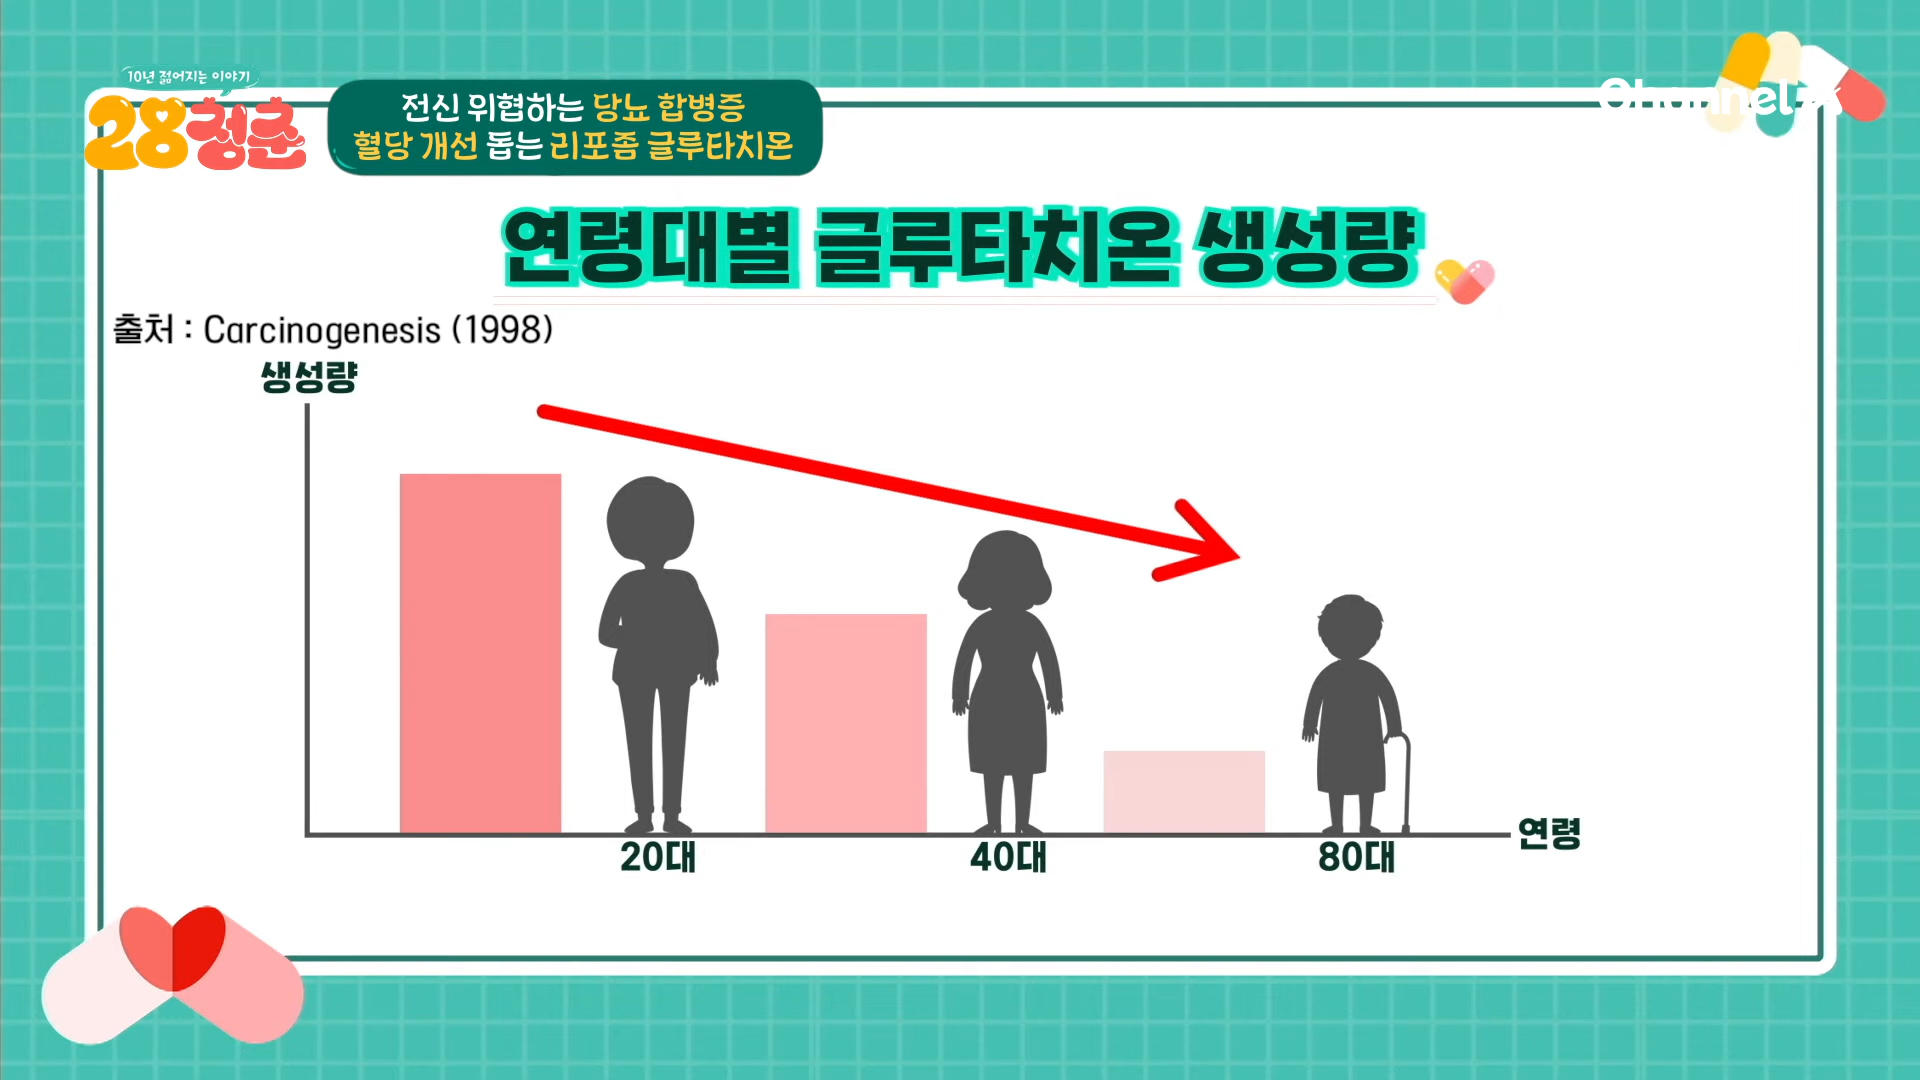 10년 젊어지는 이야기
28청춘
전신 위협하는 당뇨 합병증
혈당 개선 돕는 리포좀 글루타치온
Channel A
연령대별 글루타치온 생성량
출처 : Carcinogenesis (1998)
생성량
20대
40대
80대
연령